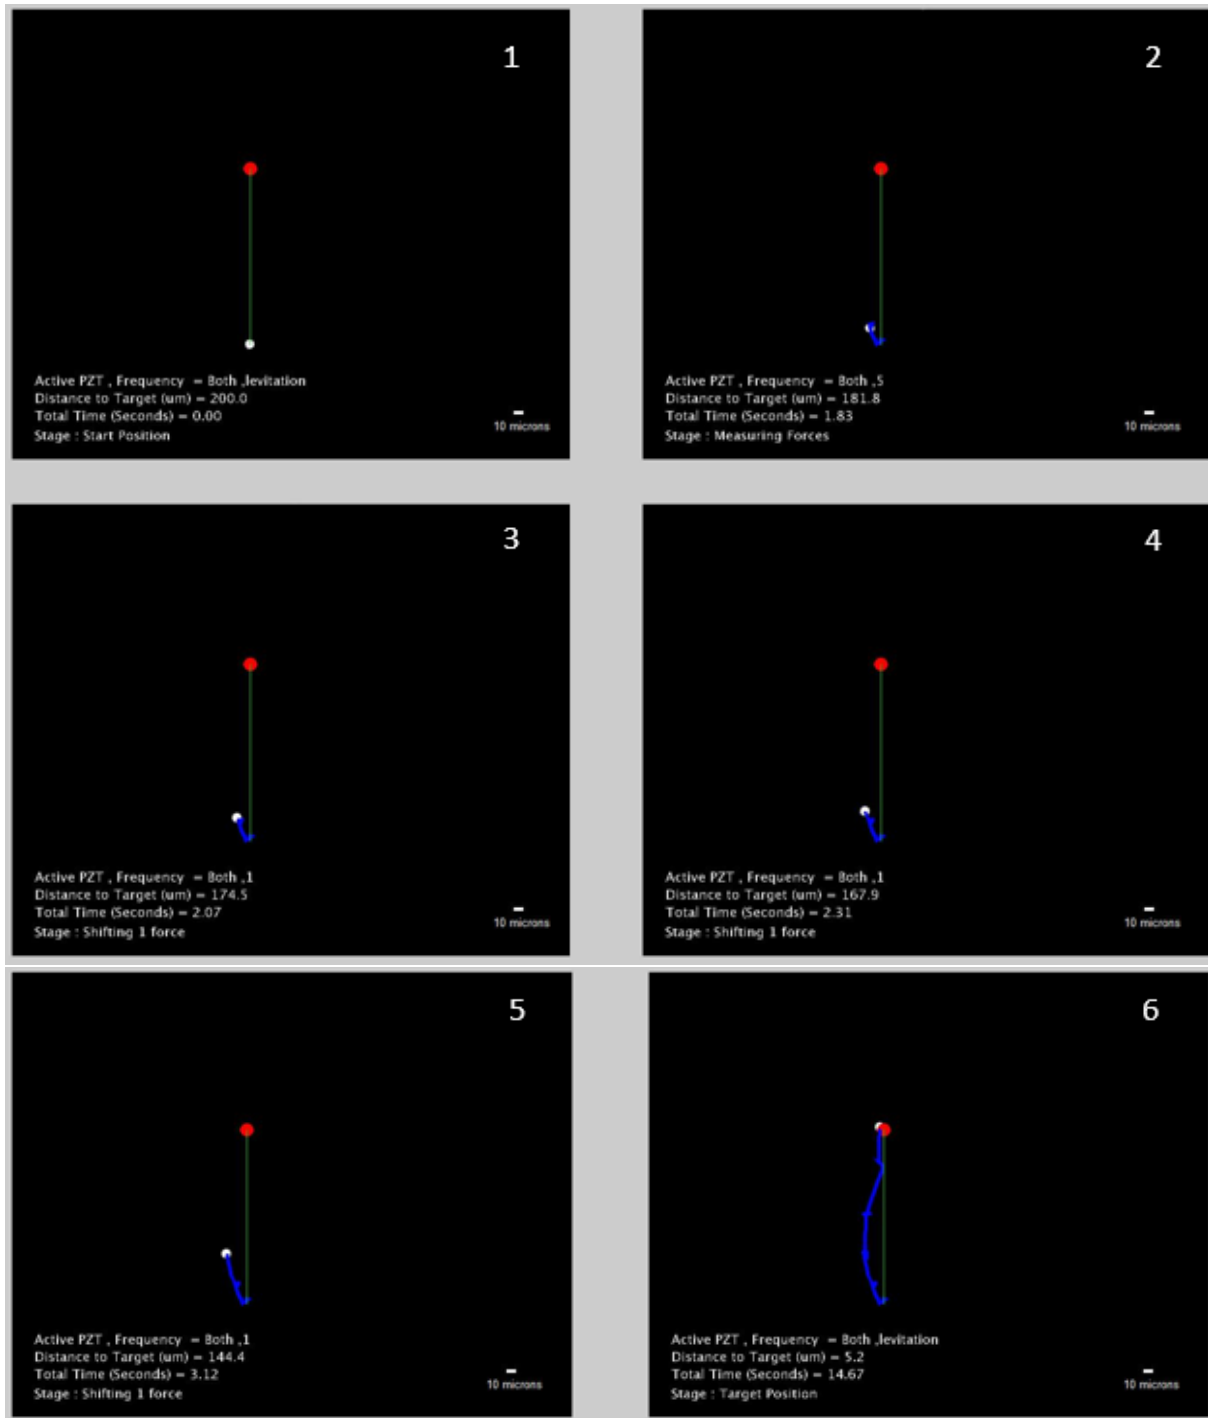 1
Active PZT , Frequency = Both ,levitation
Distance to Target (um) = 200.0
Total Time (Seconds) = 0.00
Stage : Start Position
10 microns
2
Active PZT , Frequency = Both ,5
Distance to Target (um) = 181.8
Total Time (Seconds) = 1.83
Stage : Measuring Forces
10 microns
3
Active PZT , Frequency = Both ,1
Distance to Target (um) = 174.5
Total Time (Seconds) = 2.07
Stage : Shifting 1 force
10 microns
4
Active PZT , Frequency = Both ,1
Distance to Target (um) = 167.9
Total Time (Seconds) = 2.31
Stage : Shifting 1 force
10 microns
5
Active PZT , Frequency = Both ,1
Distance to Target (um) = 144.4
Total Time (Seconds) = 3.12
Stage : Shifting 1 force
10 microns
6
Active PZT , Frequency = Both ,levitation
Distance to Target (um) = 5.2
Total Time (Seconds) = 14.67
Stage : Target Position
10 microns